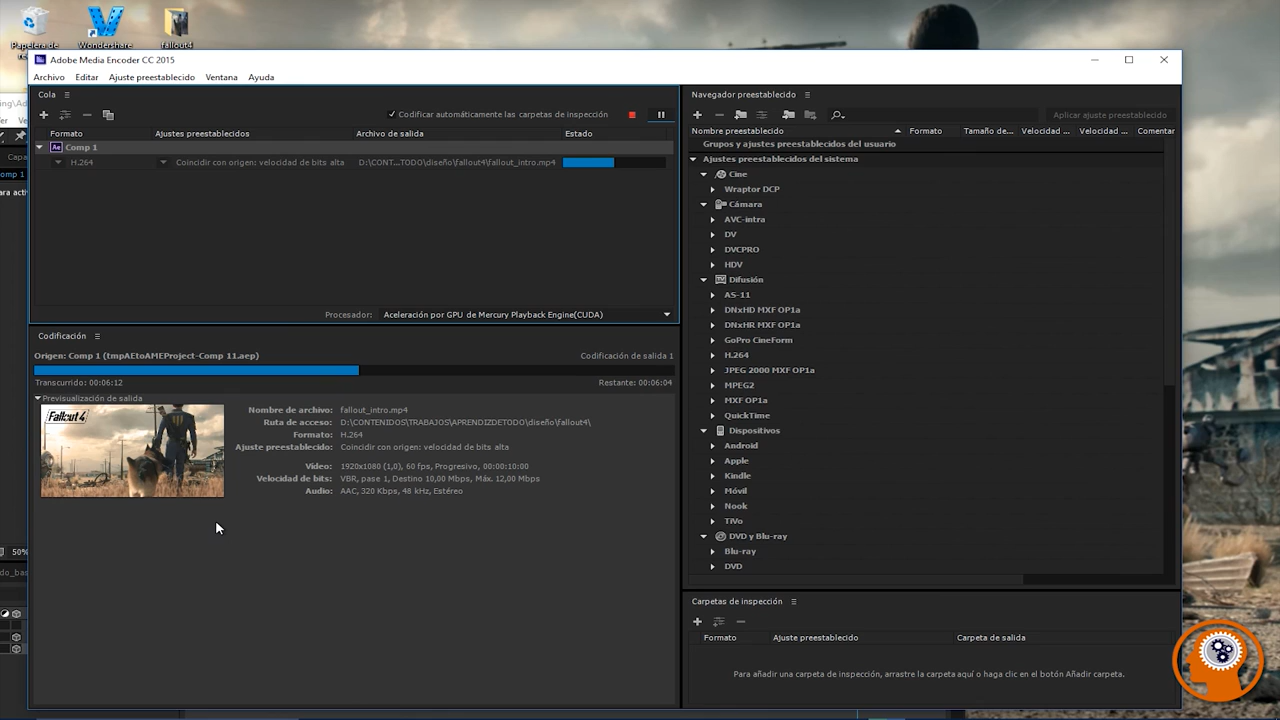 Papelera de
Wondershare
fallout4
Adobe Media Encoder CC 2015
Archivo Editar Ajuste preestablecido Ventana Ayuda
Cola
Codificar automáticamente las carpetas de inspección
Formato Ajustes preestablecidos Archivo de salida Estado
Ae Comp 1
H.264 Coincidir con origen: velocidad de bits alta D:\CONT...TODO\diseño\fallout4\fallout_intro.mp4
Procesador: Aceleración por GPU de Mercury Playback Engine(CUDA)
Codificación
Origen: Comp 1 (tmpAEtoAMEProject-Comp 11.aep) Codificación de salida 1
Transcurrido: 00:06:12 Restante: 00:06:04
Previsualización de salida
Fallout 4
Nombre de archivo: fallout_intro.mp4
Ruta de acceso: D:\CONTENIDOS\TRABAJOS\APRENDIZDETODO\diseño\fallout4\
Formato: H.264
Ajuste preestablecido: Coincidir con origen: velocidad de bits alta
Vídeo: 1920x1080 (1,0), 60 fps, Progresivo, 00:00:10:00
Velocidad de bits: VBR, pase 1, Destino 10,00 Mbps, Máx. 12,00 Mbps
Audio: AAC, 320 Kbps, 48 kHz, Estéreo
Navegador preestablecido
Aplicar ajuste preestablecido
Nombre preestablecido Formato Tamaño de... Velocidad ... Velocidad ... Comentar
Grupos y ajustes preestablecidos del usuario
Ajustes preestablecidos del sistema
Cine
Wraptor DCP
Cámara
AVC-intra
DV
DVCPRO
HDV
Difusión
AS-11
DNxHD MXF OP1a
DNxHR MXF OP1a
GoPro CineForm
H.264
JPEG 2000 MXF OP1a
MPEG2
MXF OP1a
QuickTime
Dispositivos
Android
Apple
Kindle
Móvil
Nook
TiVo
DVD y Blu-ray
Blu-ray
DVD
Carpetas de inspección
Formato Ajuste preestablecido Carpeta de salida
Para añadir una carpeta de inspección, arrastre la carpeta aquí o haga clic en el botón Añadir carpeta.
ing\A
Ver
Capa
omp 1
ara acti
50%
do_bas